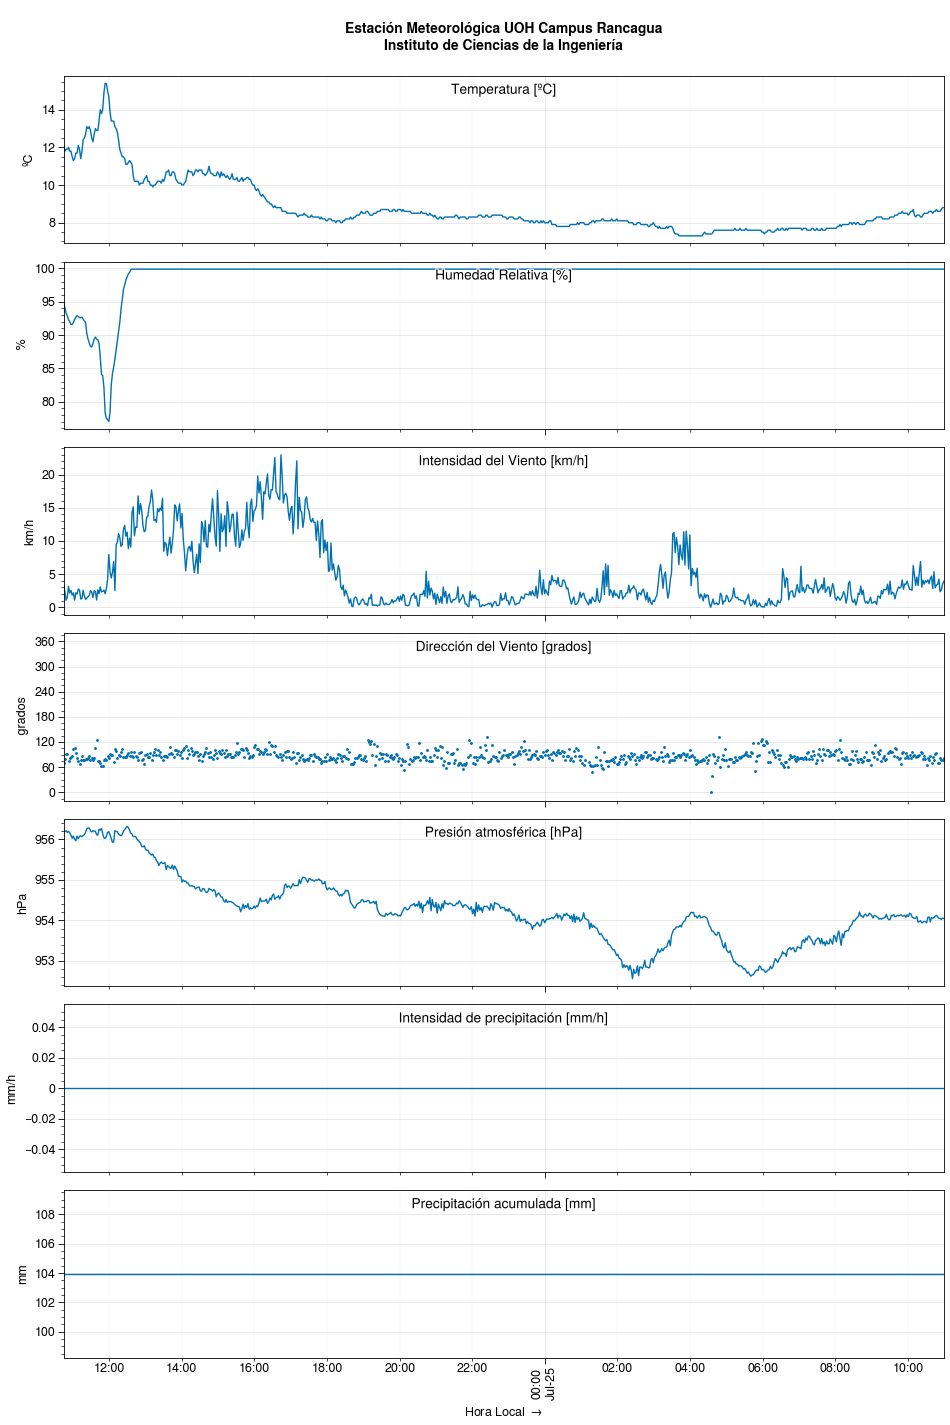 Estación Meteorológica UOH Campus Rancagua
Instituto de Ciencias de la Ingeniería
Temperatura [ºC]
14
12
10
8
ºC
Humedad Relativa [%]
100
95
90
85
80
%
Intensidad del Viento [km/h]
20
15
10
5
0
km/h
Dirección del Viento [grados]
360
300
240
180
120
60
0
grados
Presión atmosférica [hPa]
956
955
954
953
hPa
Intensidad de precipitación [mm/h]
0.04
0.02
0
−0.02
−0.04
mm/h
Precipitación acumulada [mm]
108
106
104
102
100
mm
12:00 14:00 16:00 18:00 20:00 22:00 00:00 02:00 04:00 06:00 08:00 10:00
Jul-25
Hora Local →